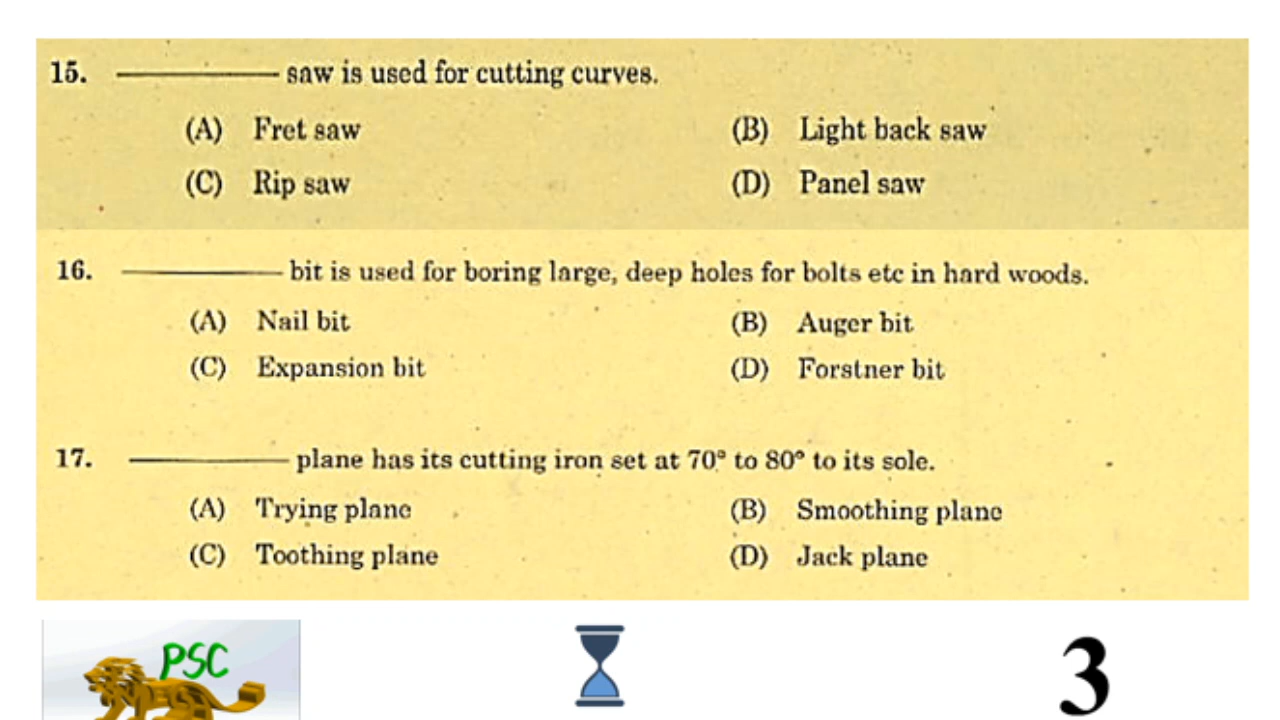 15. ________ saw is used for cutting curves.
(A) Fret saw (B) Light back saw
(C) Rip saw (D) Panel saw
16. ________ bit is used for boring large, deep holes for bolts etc in hard woods.
(A) Nail bit (B) Auger bit
(C) Expansion bit (D) Forstner bit
17. ________ plane has its cutting iron set at 70° to 80° to its sole.
(A) Trying plane (B) Smoothing plane
(C) Toothing plane (D) Jack plane
PSC
3